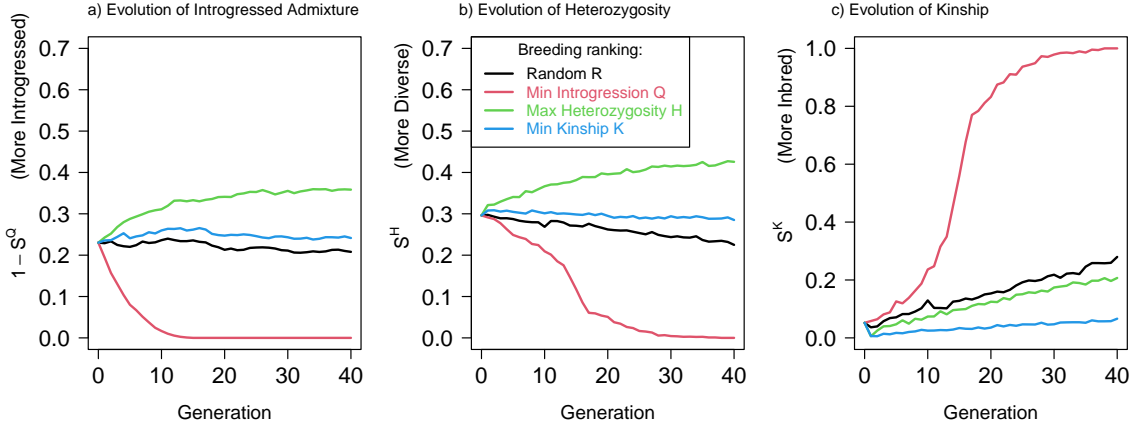 a) Evolution of Introgressed Admixture
b) Evolution of Heterozygosity
c) Evolution of Kinship
1 − S^Q (More Introgressed)
0.7
0.6
0.5
0.4
0.3
0.2
0.1
0.0
0 10 20 30 40
Generation
S^H (More Diverse)
0.7
0.6
0.5
0.4
0.3
0.2
0.1
0.0
Breeding ranking:
Random R
Min Introgression Q
Max Heterozygosity H
Min Kinship K
0 10 20 30 40
Generation
S^K (More Inbred)
1.0
0.8
0.6
0.4
0.2
0.0
0 10 20 30 40
Generation